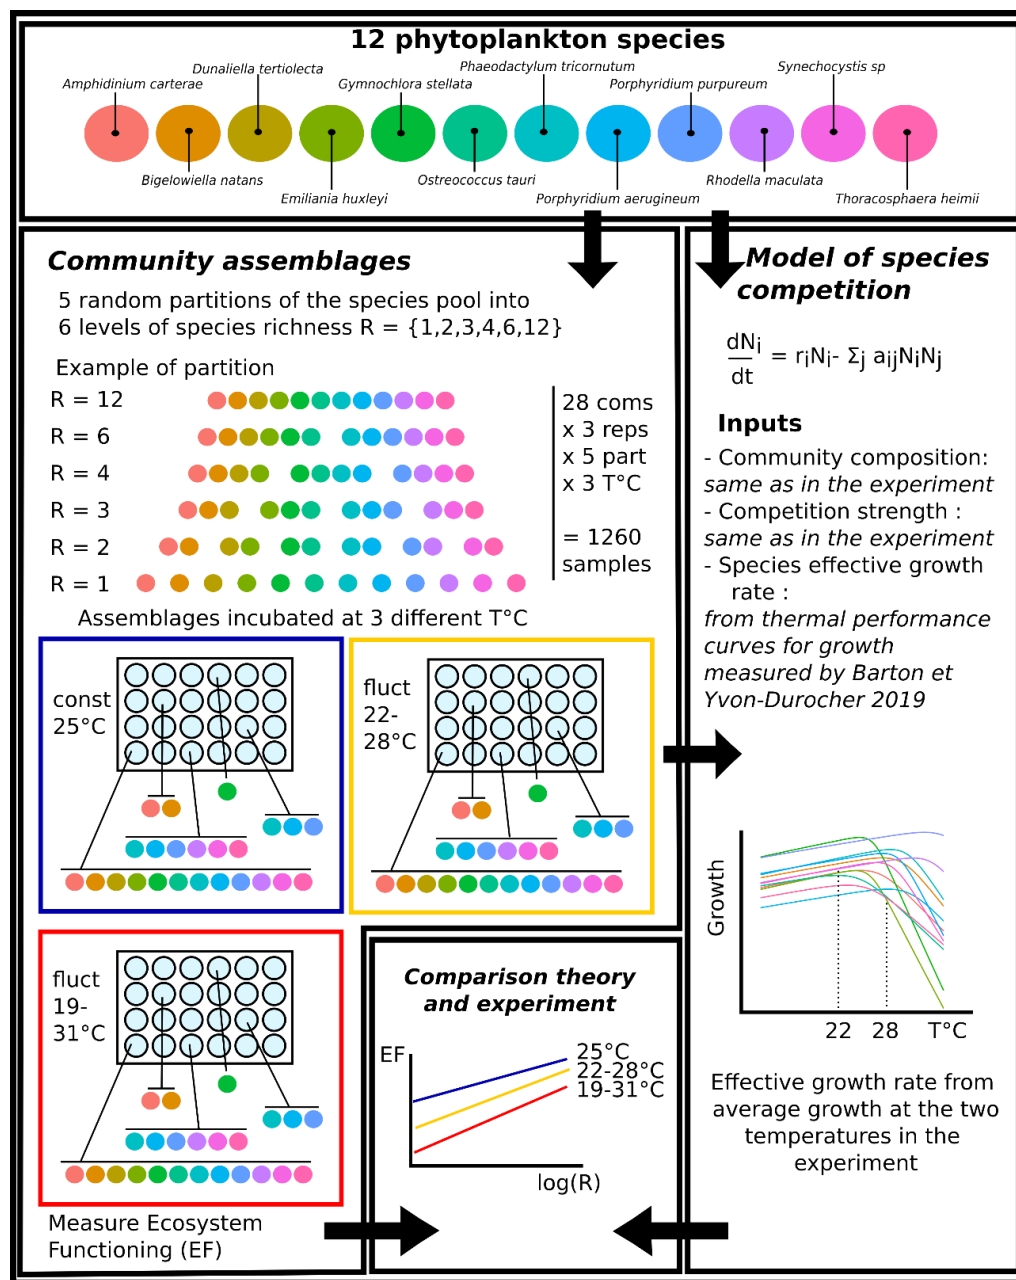 12 phytoplankton species
Dunaliella tertiolecta
Phaeodactylum tricornutum
Synechocystis sp
Amphidinium carterae
Gymnochlora stellata
Porphyridium purpureum
Bigelowiella natans
Ostreococcus tauri
Rhodella maculata
Emiliania huxleyi
Porphyridium aerugineum
Thoracosphaera heimii
Community assemblages
5 random partitions of the species pool into
6 levels of species richness R = {1,2,3,4,6,12}
Example of partition
R = 12
R = 6
R = 4
R = 3
R = 2
R = 1
28 coms
x 3 reps
x 5 part
x 3 T°C
= 1260
samples
Assemblages incubated at 3 different T°C
const
25°C
fluct
22-
28°C
fluct
19-
31°C
Measure Ecosystem
Functioning (EF)
Model of species
competition
dNi
dt
= riNi- Σj aijNiNj
Inputs
- Community composition:
same as in the experiment
- Competition strength :
same as in the experiment
- Species effective growth
rate :
from thermal performance
curves for growth
measured by Barton et
Yvon-Durocher 2019
Growth
22
28
T°C
Effective growth rate from
average growth at the two
temperatures in the
experiment
Comparison theory
and experiment
EF
25°C
22-28°C
19-31°C
log(R)